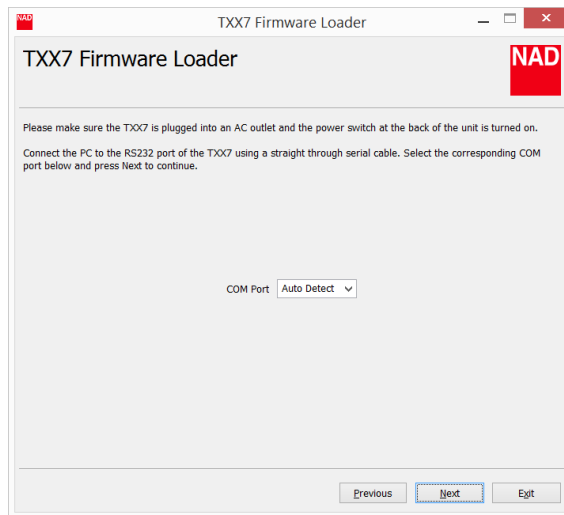 NAD
TXX7 Firmware Loader
TXX7 Firmware Loader
NAD
Please make sure the TXX7 is plugged into an AC outlet and the power switch at the back of the unit is turned on.
Connect the PC to the RS232 port of the TXX7 using a straight through serial cable. Select the corresponding COM
port below and press Next to continue.
COM Port Auto Detect
Previous Next Exit